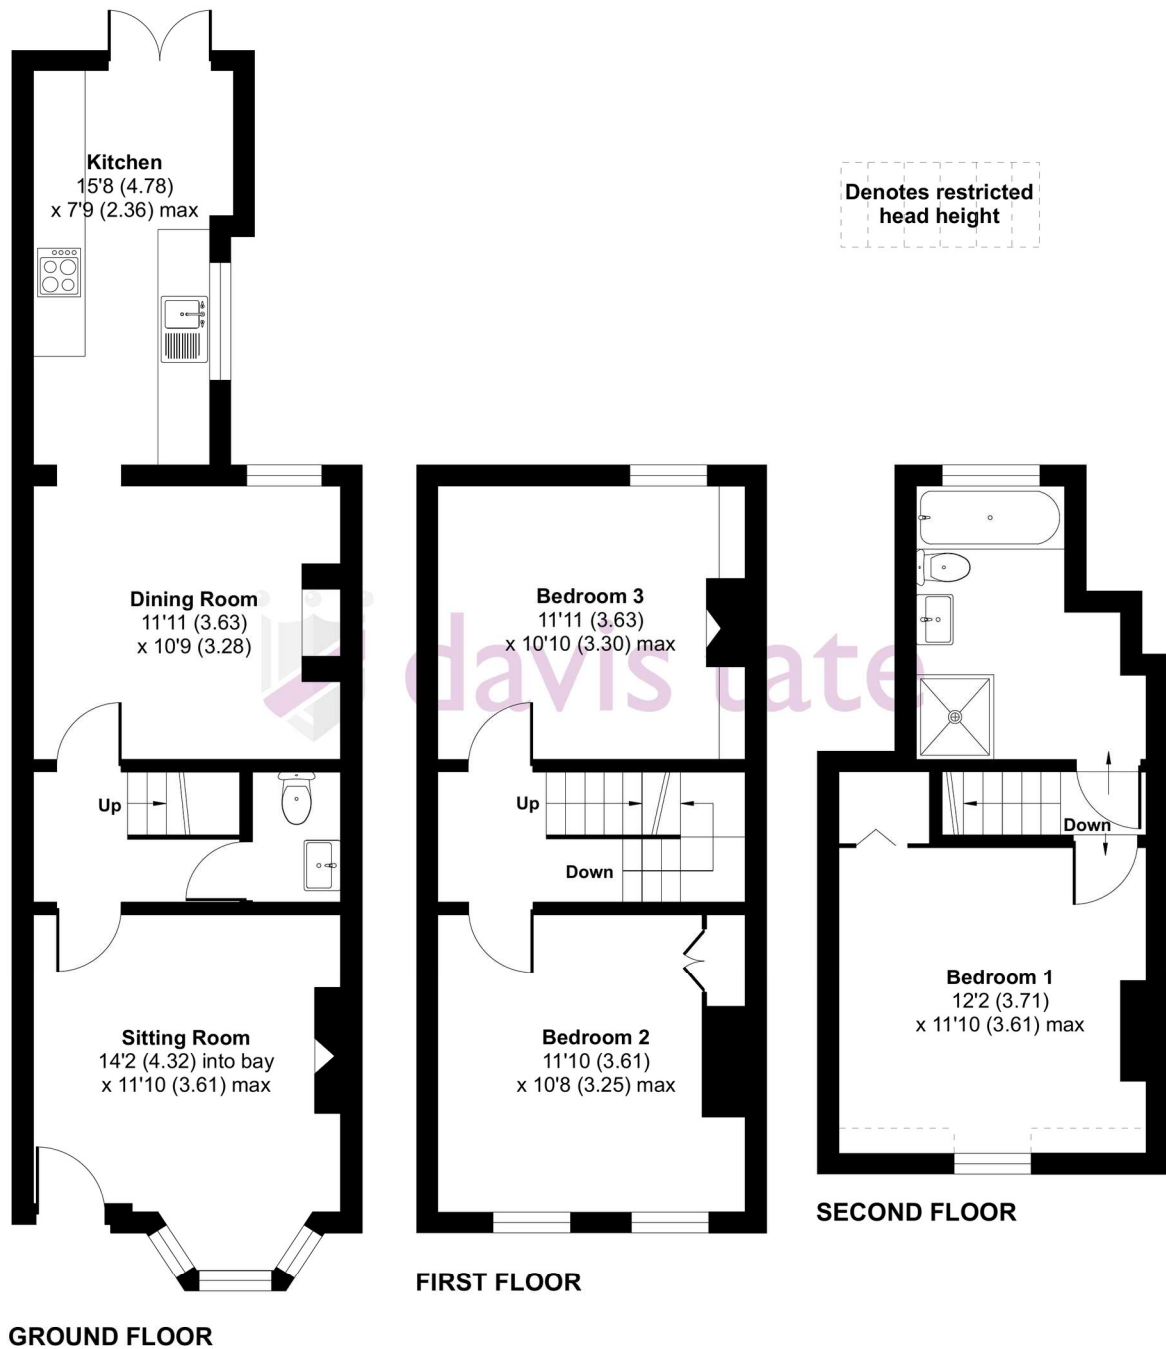 Kitchen
15'8 (4.78)
x 7'9 (2.36) max
Denotes restricted
head height
Dining Room
11'11 (3.63)
x 10'9 (3.28)
Bedroom 3
11'11 (3.63)
x 10'10 (3.30) max
davis tate
Up
Up
Down
Down
Sitting Room
14'2 (4.32) into bay
x 11'10 (3.61) max
Bedroom 2
11'10 (3.61)
x 10'8 (3.25) max
Bedroom 1
12'2 (3.71)
x 11'10 (3.61) max
SECOND FLOOR
FIRST FLOOR
GROUND FLOOR